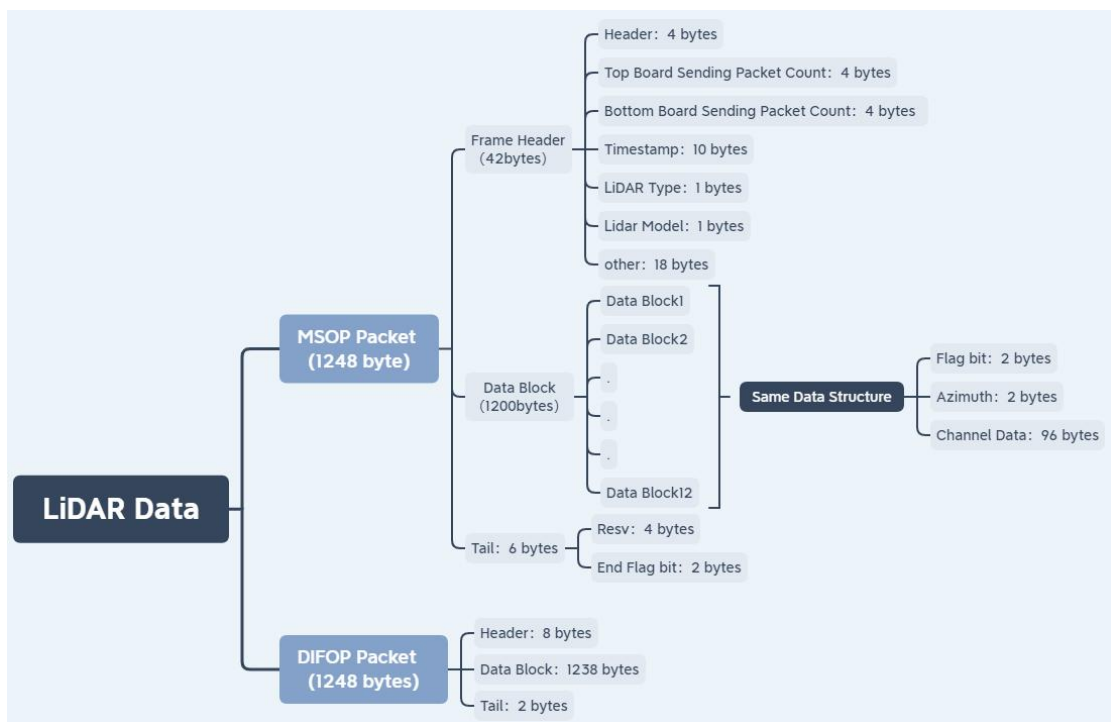 LiDAR Data
MSOP Packet
(1248 byte)
Frame Header
(42bytes)
Header: 4 bytes
Top Board Sending Packet Count: 4 bytes
Bottom Board Sending Packet Count: 4 bytes
Timestamp: 10 bytes
LiDAR Type: 1 bytes
Lidar Model: 1 bytes
other: 18 bytes
Data Block
(1200bytes)
Data Block1
Data Block2
.
.
.
Data Block12
Same Data Structure
Flag bit: 2 bytes
Azimuth: 2 bytes
Channel Data: 96 bytes
Tail: 6 bytes
Resv: 4 bytes
End Flag bit: 2 bytes
DIFOP Packet
(1248 bytes)
Header: 8 bytes
Data Block: 1238 bytes
Tail: 2 bytes